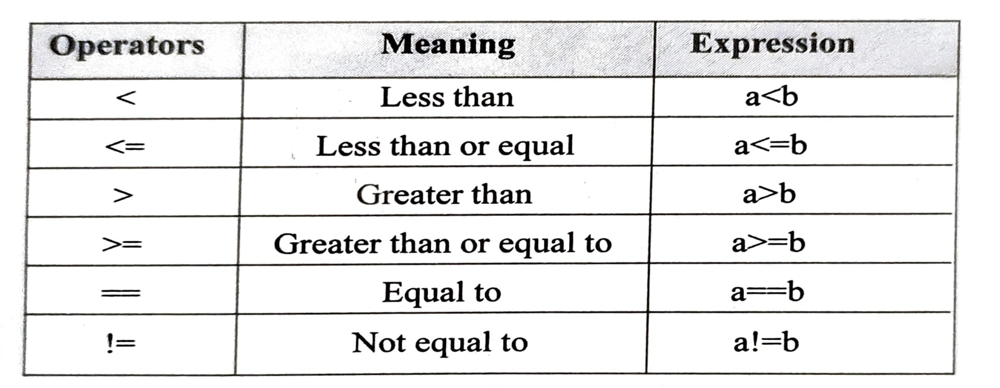 Operators Meaning Expression
< Less than a<b
<= Less than or equal a<=b
> Greater than a>b
>= Greater than or equal to a>=b
== Equal to a==b
!= Not equal to a!=b